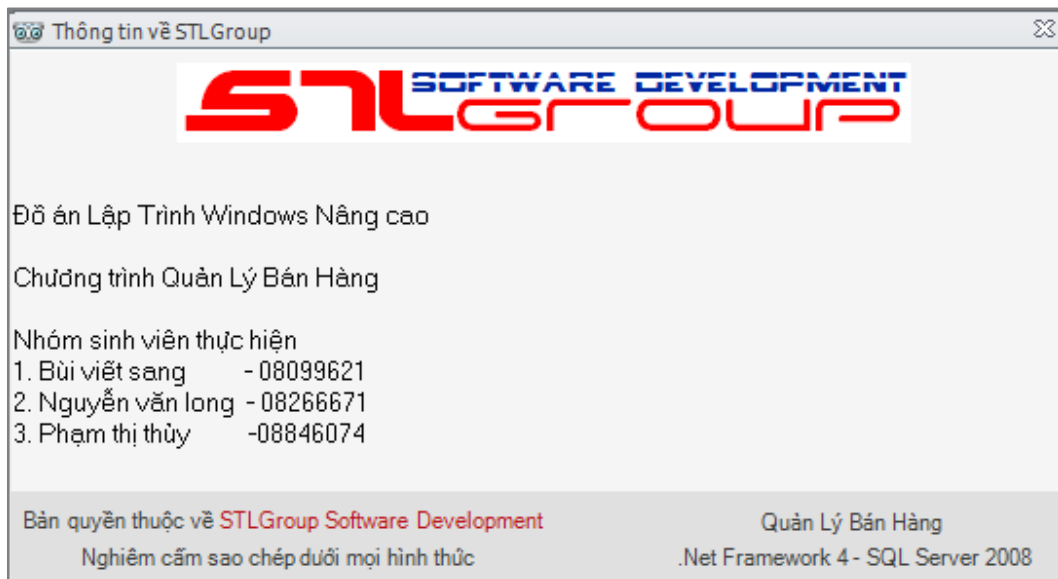 Thông tin về STLGroup
STL SOFTWARE DEVELOPMENT
Group
Đồ án Lập Trình Windows Nâng cao
Chương trình Quản Lý Bán Hàng
Nhóm sinh viên thực hiện
1. Bùi viết sang - 08099621
2. Nguyễn văn long - 08266671
3. Phạm thị thủy -08846074
Bản quyền thuộc về STLGroup Software Development
Nghiêm cấm sao chép dưới mọi hình thức
Quản Lý Bán Hàng
.Net Framework 4 - SQL Server 2008